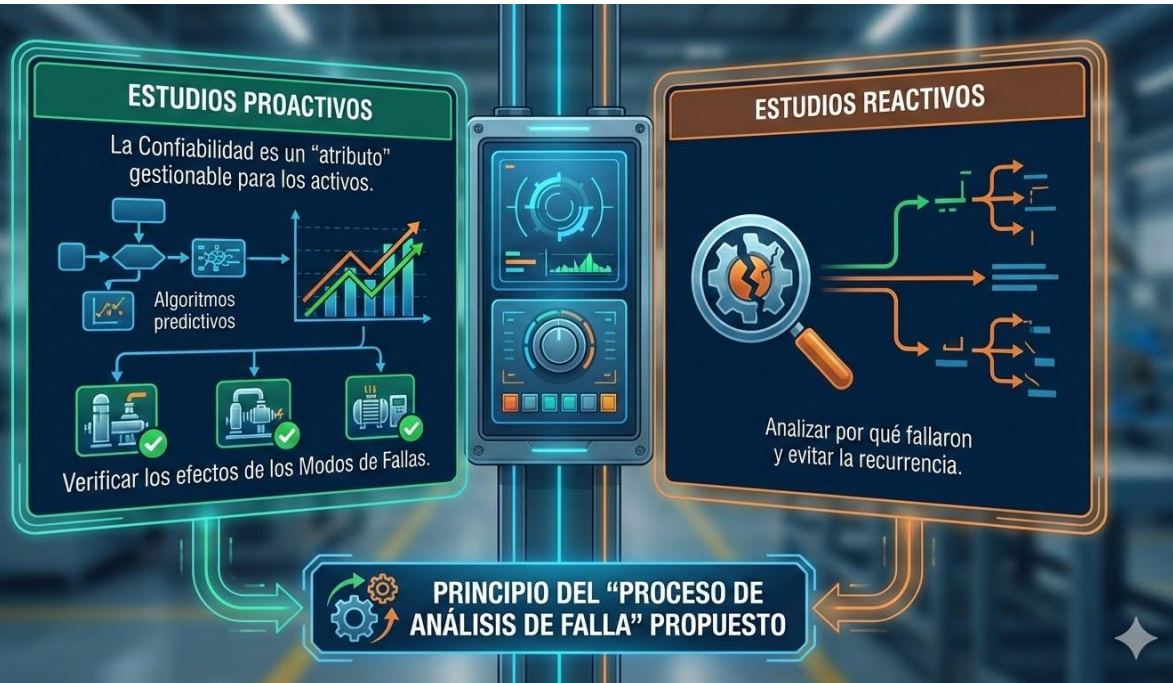 ESTUDIOS PROACTIVOS
La Confiabilidad es un “atributo”
gestionable para los activos.
Algoritmos
predictivos
Verificar los efectos de los Modos de Fallas.
ESTUDIOS REACTIVOS
Analizar por qué fallaron
y evitar la recurrencia.
PRINCIPIO DEL “PROCESO DE
ANÁLISIS DE FALLA” PROPUESTO